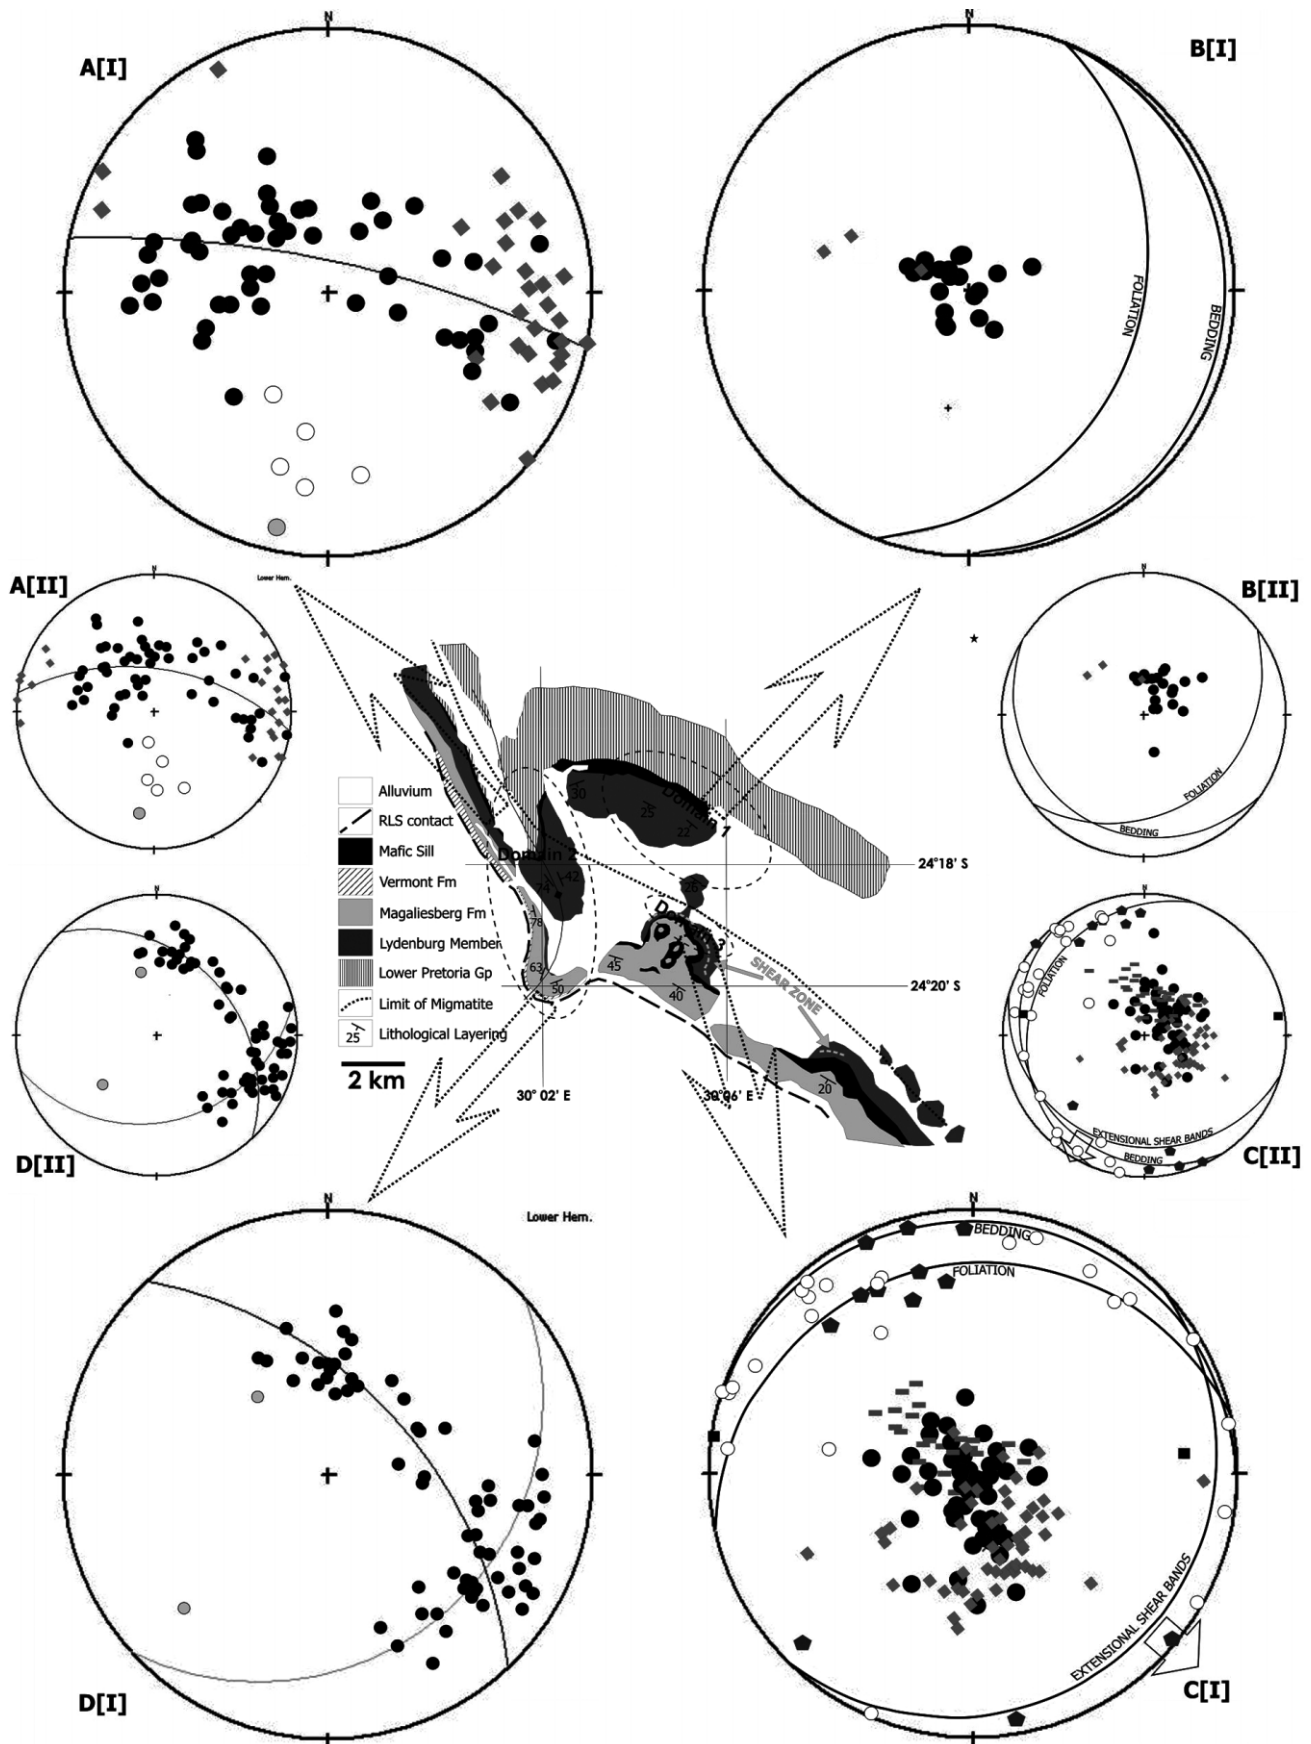 N
N
A[I]
B[I]
FOLIATION
BEDDING
A[II]
N
Lower Hem.
N
B[II]
FOLIATION
BEDDING
Alluvium
RLS contact
Mafic Sill
Vermont Fm
Magaliesberg Fm
Lydenburg Member
Lower Pretoria Gp
Limit of Migmatite
25 Lithological Layering
2 km
30
25
22
Domain 1
Domain 2
42
74
78
63
50
26
45
40
20
SHEAR ZONE
24°18' S
24°20' S
30° 02' E
30°06' E
N
D[II]
N
FOLIATION
EXTENSIONAL SHEAR BANDS
BEDDING
C[II]
N
Lower Hem.
N
BEDDING
FOLIATION
EXTENSIONAL SHEAR BANDS
D[I]
C[I]